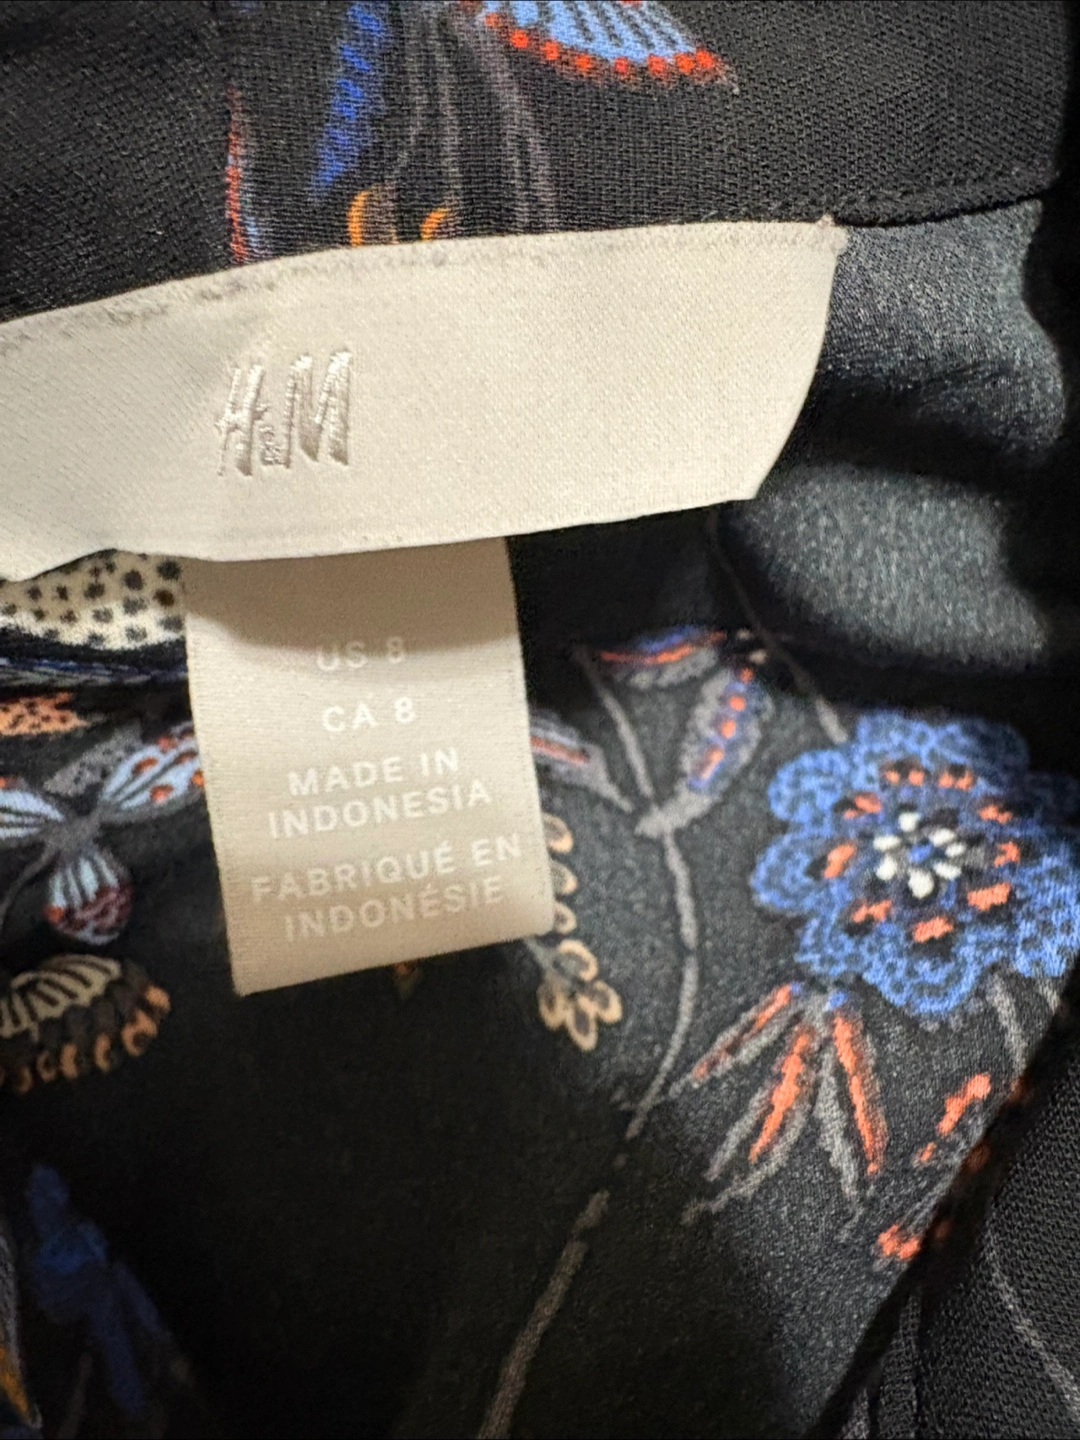 H&M
US 8
CA 8
MADE IN
INDONESIA
FABRIQUÉ EN
INDONÉSIE